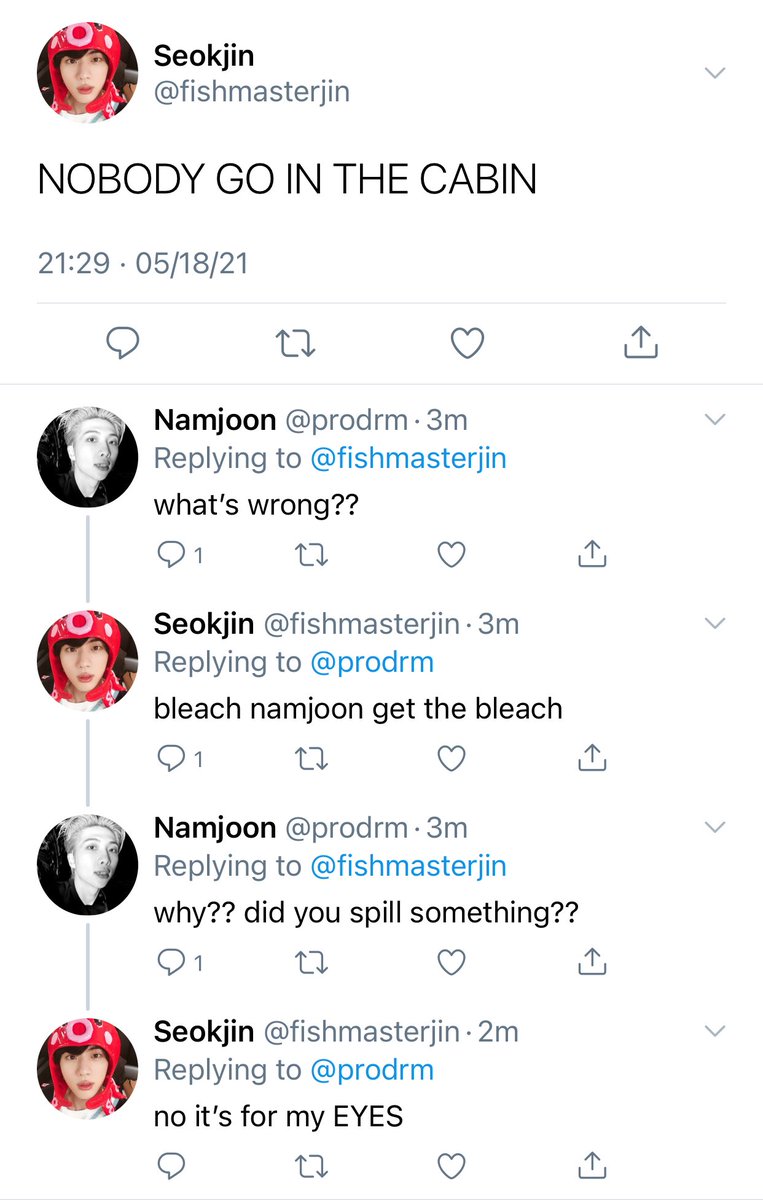 Seokjin
@fishmasterjin
NOBODY GO IN THE CABIN
21:29 · 05/18/21
Namjoon @prodrm · 3m
Replying to @fishmasterjin
what’s wrong??
1
Seokjin @fishmasterjin · 3m
Replying to @prodrm
bleach namjoon get the bleach
1
Namjoon @prodrm · 3m
Replying to @fishmasterjin
why?? did you spill something??
1
Seokjin @fishmasterjin · 2m
Replying to @prodrm
no it’s for my EYES